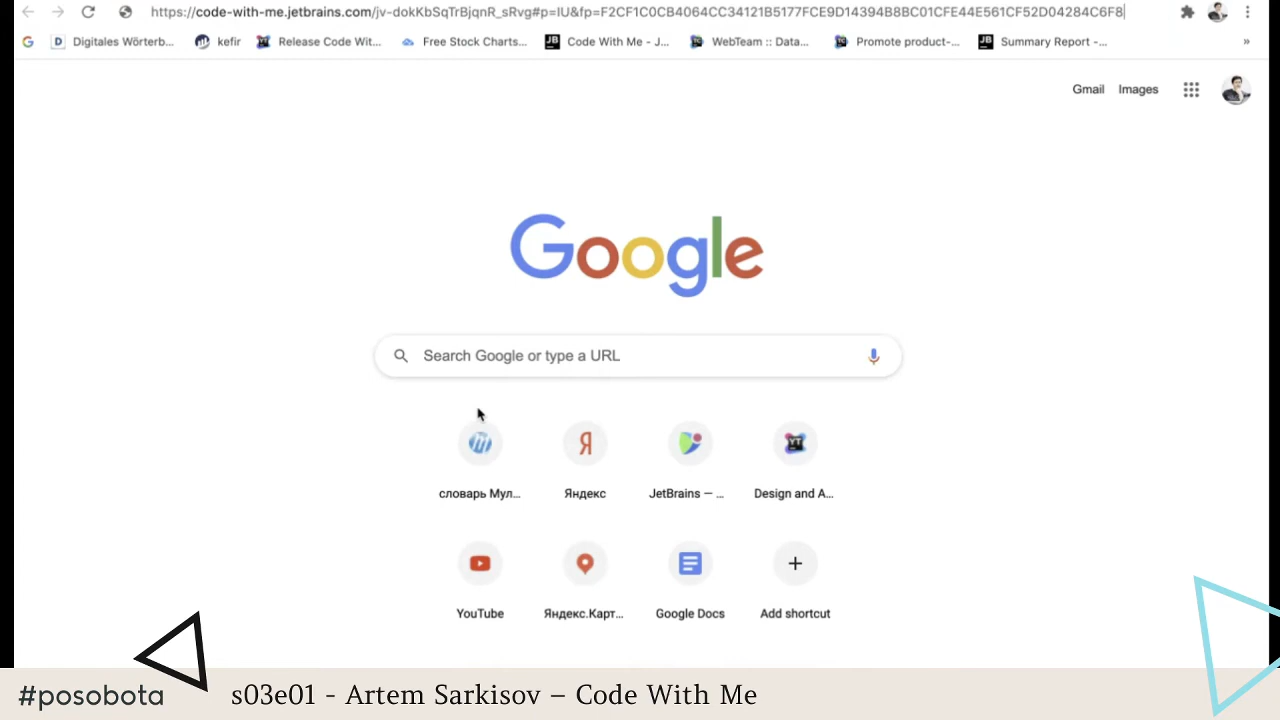 https://code-with-me.jetbrains.com/jv-dokKbSqTrBjqnR_sRvg#p=IU&fp=F2CF1C0CB4064CC34121B5177FCE9D14394B8BC01CFE44E561CF52D04284C6F8
Digitales Wörterb... kefir Release Code Wit... Free Stock Charts... Code With Me - J... WebTeam :: Data... Promote product-... Summary Report -... »
Gmail Images
Google
Search Google or type a URL
словарь Мул... Яндекс JetBrains — ... Design and A...
YouTube Яндекс.Карт... Google Docs Add shortcut
#posobota s03e01 - Artem Sarkisov – Code With Me